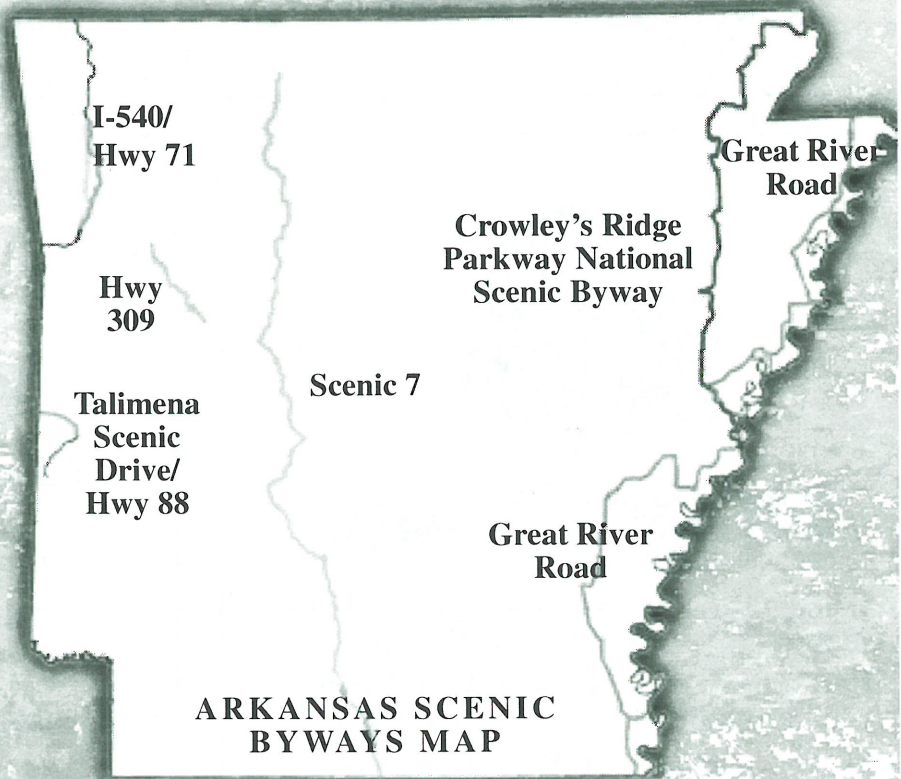 I-540/
Hwy 71
Great River
Road
Crowley's Ridge
Parkway National
Scenic Byway
Hwy
309
Scenic 7
Talimena
Scenic
Drive/
Hwy 88
Great River
Road
ARKANSAS SCENIC
BYWAYS MAP